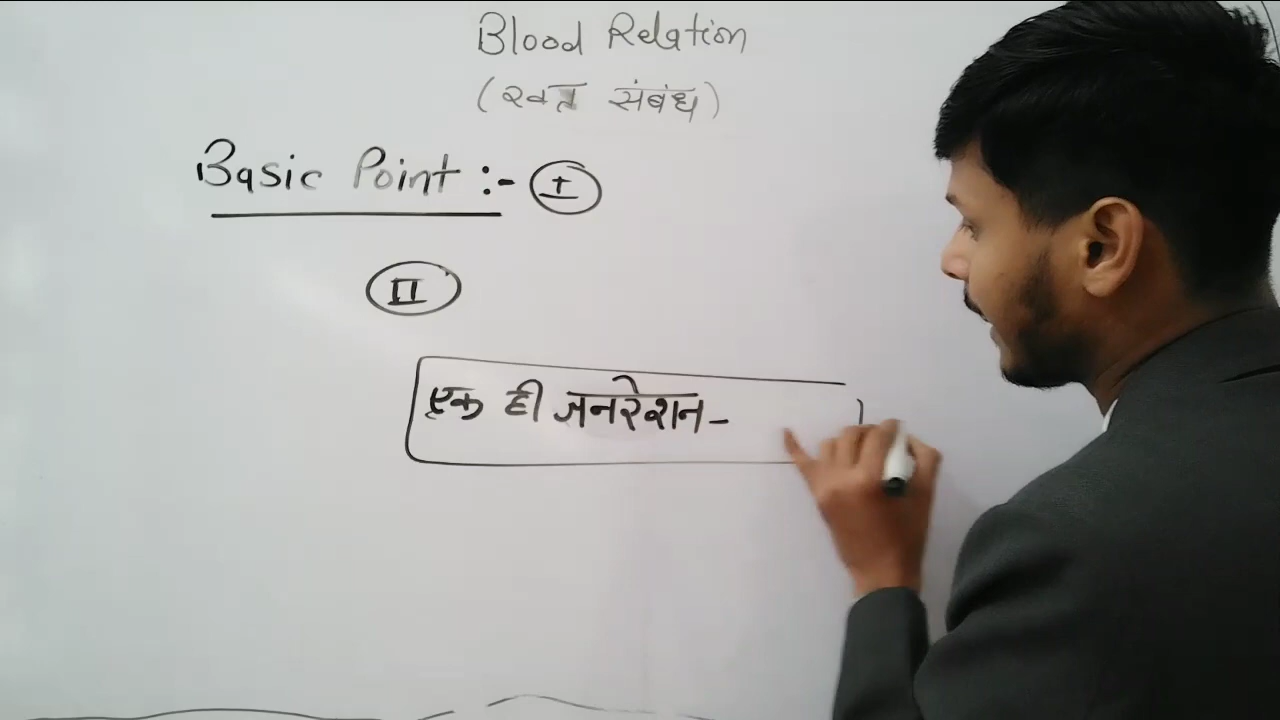 Blood Relation
(रक्त संबंध)
Basic Point :- I
II
एक ही जनरेशन-